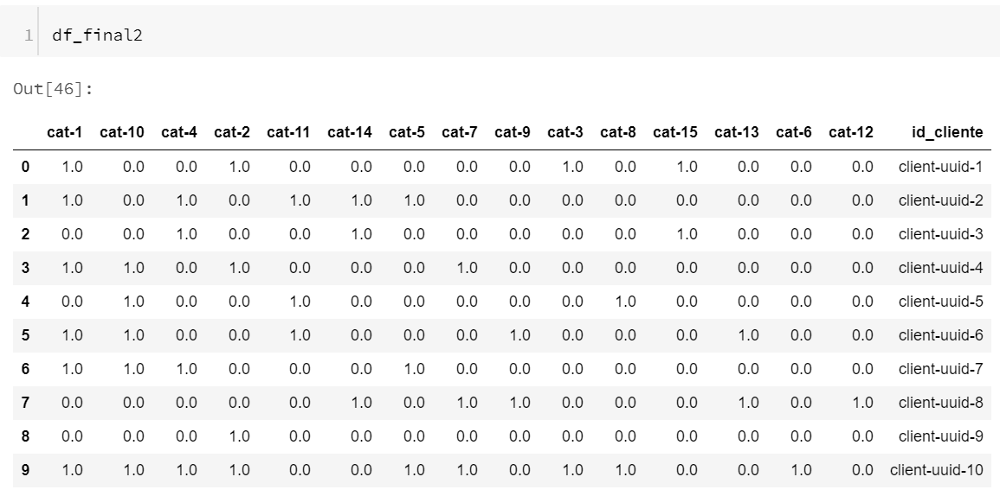 1 df_final2
Out[46]:
cat-1 cat-10 cat-4 cat-2 cat-11 cat-14 cat-5 cat-7 cat-9 cat-3 cat-8 cat-15 cat-13 cat-6 cat-12 id_cliente
0 1.0 0.0 0.0 1.0 0.0 0.0 0.0 0.0 0.0 1.0 0.0 1.0 0.0 0.0 0.0 client-uuid-1
1 1.0 0.0 1.0 0.0 1.0 1.0 1.0 0.0 0.0 0.0 0.0 0.0 0.0 0.0 0.0 client-uuid-2
2 0.0 0.0 1.0 0.0 0.0 1.0 0.0 0.0 0.0 0.0 0.0 1.0 0.0 0.0 0.0 client-uuid-3
3 1.0 1.0 0.0 1.0 0.0 0.0 0.0 1.0 0.0 0.0 0.0 0.0 0.0 0.0 0.0 client-uuid-4
4 0.0 1.0 0.0 0.0 1.0 0.0 0.0 0.0 0.0 0.0 1.0 0.0 0.0 0.0 0.0 client-uuid-5
5 1.0 1.0 0.0 0.0 1.0 0.0 0.0 0.0 1.0 0.0 0.0 0.0 1.0 0.0 0.0 client-uuid-6
6 1.0 1.0 1.0 0.0 0.0 0.0 1.0 0.0 0.0 0.0 0.0 0.0 0.0 0.0 0.0 client-uuid-7
7 0.0 0.0 0.0 0.0 0.0 1.0 0.0 1.0 1.0 0.0 0.0 0.0 1.0 0.0 1.0 client-uuid-8
8 0.0 0.0 0.0 1.0 0.0 0.0 0.0 0.0 0.0 0.0 0.0 0.0 0.0 0.0 0.0 client-uuid-9
9 1.0 1.0 1.0 1.0 0.0 0.0 1.0 1.0 0.0 1.0 1.0 0.0 0.0 1.0 0.0 client-uuid-10